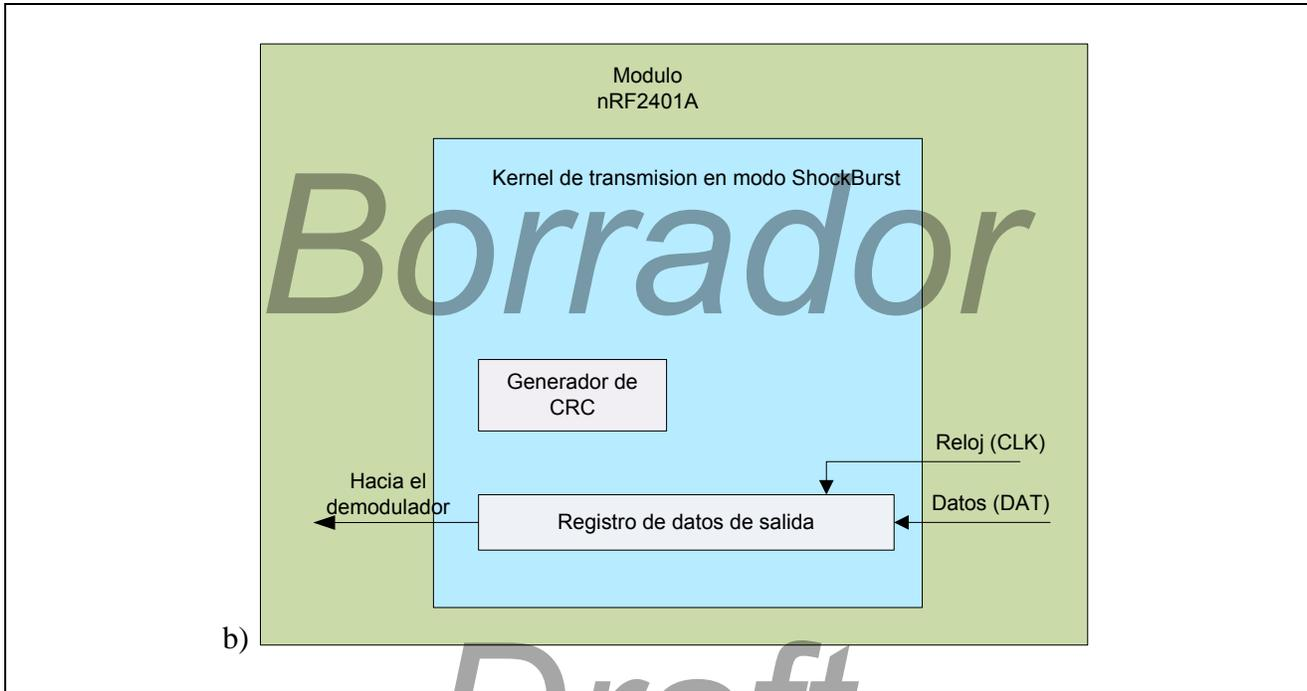 Modulo
nRF2401A
Kernel de transmision en modo ShockBurst
Borrador
Generador de
CRC
Reloj (CLK)
Hacia el
demodulador
Datos (DAT)
Registro de datos de salida
b)
Draft